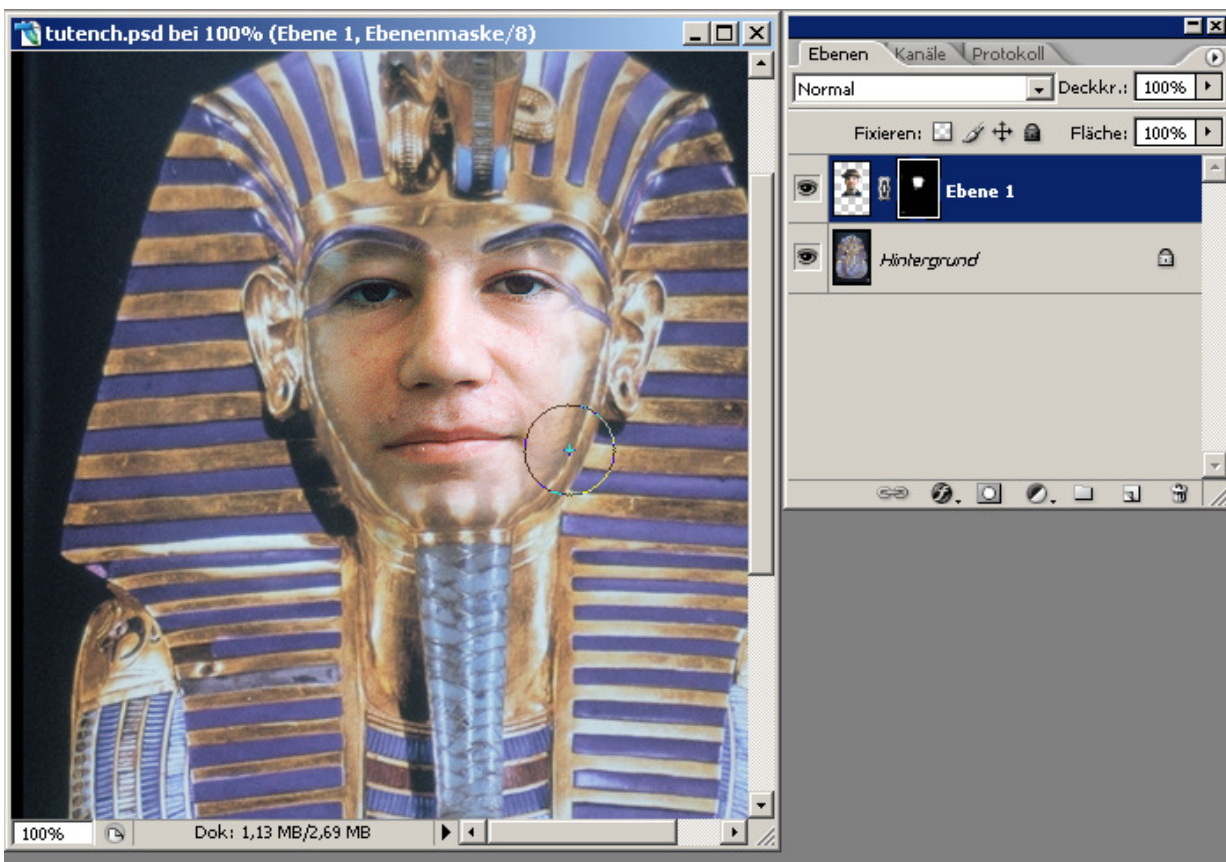 tutench.psd bei 100% (Ebene 1, Ebenenmaske/8)
Ebenen Kanäle Protokoll
Normal Deckkr.: 100%
Fixieren: Fläche: 100%
Ebene 1
Hintergrund
100% Dok: 1,13 MB/2,69 MB